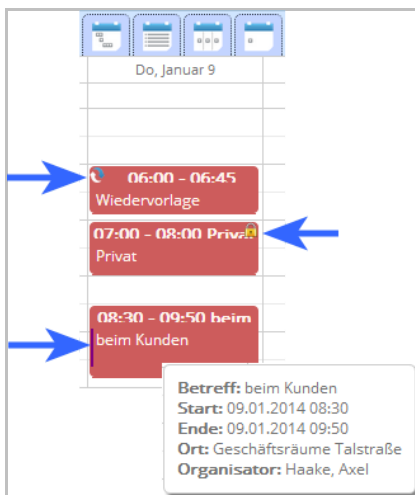 Do, Januar 9
06:00 - 06:45
Wiedervorlage
07:00 - 08:00 Privat
Privat
08:30 - 09:50 beim
beim Kunden
Betreff: beim Kunden
Start: 09.01.2014 08:30
Ende: 09.01.2014 09:50
Ort: Geschäftsräume Talstraße
Organisator: Haake, Axel